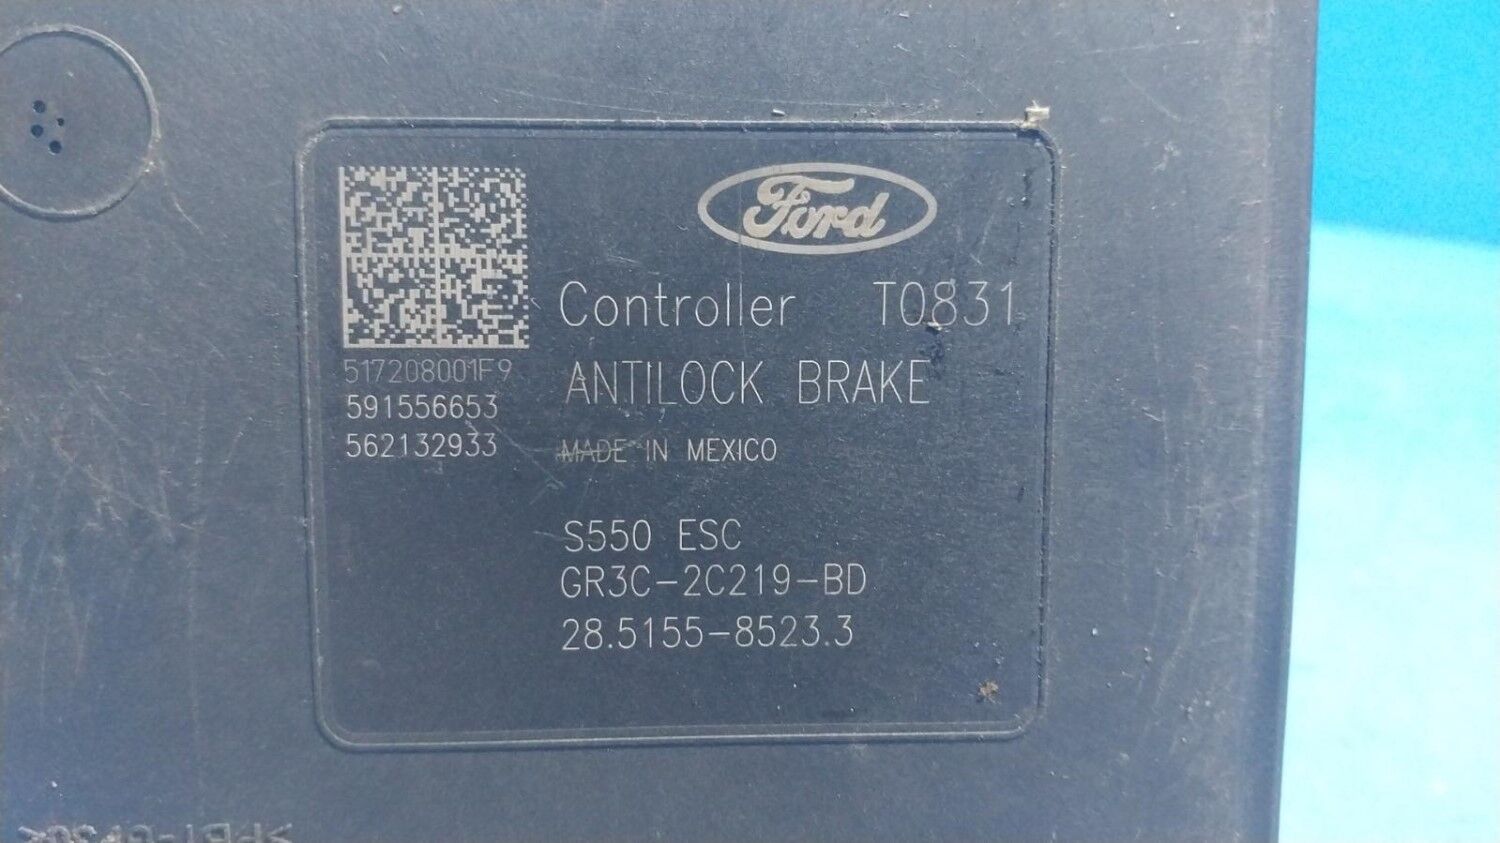 Ford
Controller T0831
517208001F9
ANTILOCK BRAKE
591556653
562132933
MADE IN MEXICO
S550 ESC
GR3C-2C219-BD
28.5155-8523.3